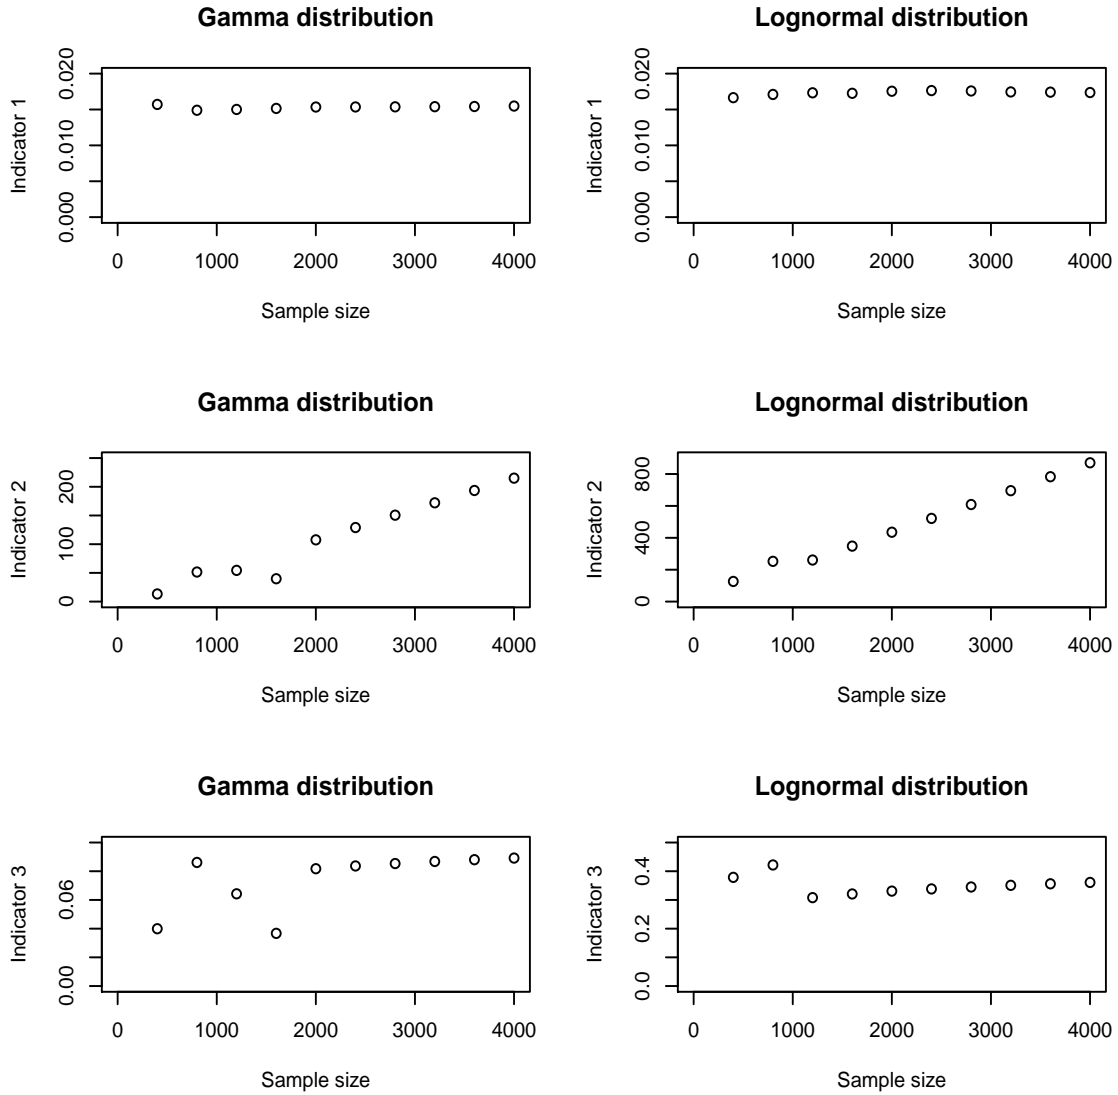 Gamma distribution
Indicator 1
0.000 0.010 0.020
0 1000 2000 3000 4000
Sample size
Lognormal distribution
Indicator 1
0.000 0.010 0.020
0 1000 2000 3000 4000
Sample size
Gamma distribution
Indicator 2
0 100 200
0 1000 2000 3000 4000
Sample size
Lognormal distribution
Indicator 2
0 400 800
0 1000 2000 3000 4000
Sample size
Gamma distribution
Indicator 3
0.00 0.06
0 1000 2000 3000 4000
Sample size
Lognormal distribution
Indicator 3
0.0 0.2 0.4
0 1000 2000 3000 4000
Sample size